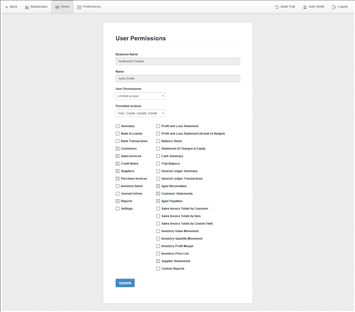 Back
Businesses
Users
Preferences
Audit Trail
John Smith
Logout
User Permissions
Business Name
Northwind Traders
Name
John Smith
User Permissions
Limited access
Permitted Actions
View, Create, Update, Delete
Summary
Bank Accounts
Bank Transactions
Customers
Sales Invoices
Credit Notes
Suppliers
Purchase Invoices
Inventory Items
Journal Entries
Reports
Settings
Profit and Loss Statement
Profit and Loss Statement (Actual vs Budget)
Balance Sheet
Statement of Changes in Equity
Cash Summary
Trial Balance
General Ledger Summary
General Ledger Transactions
Aged Receivables
Customer Statements
Aged Payables
Sales Invoice Totals by Customer
Sales Invoice Totals by Item
Sales Invoice Totals by Custom Field
Inventory Value Movement
Inventory Quantity Movement
Inventory Profit Margin
Inventory Price List
Supplier Statements
Custom Reports
Update